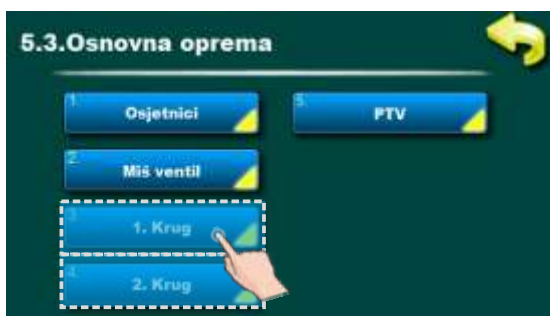 5.3.Osnovna oprema
1. Osjetnici
5. PTV
2. Miš ventil
3. 1. Krug
4. 2. Krug